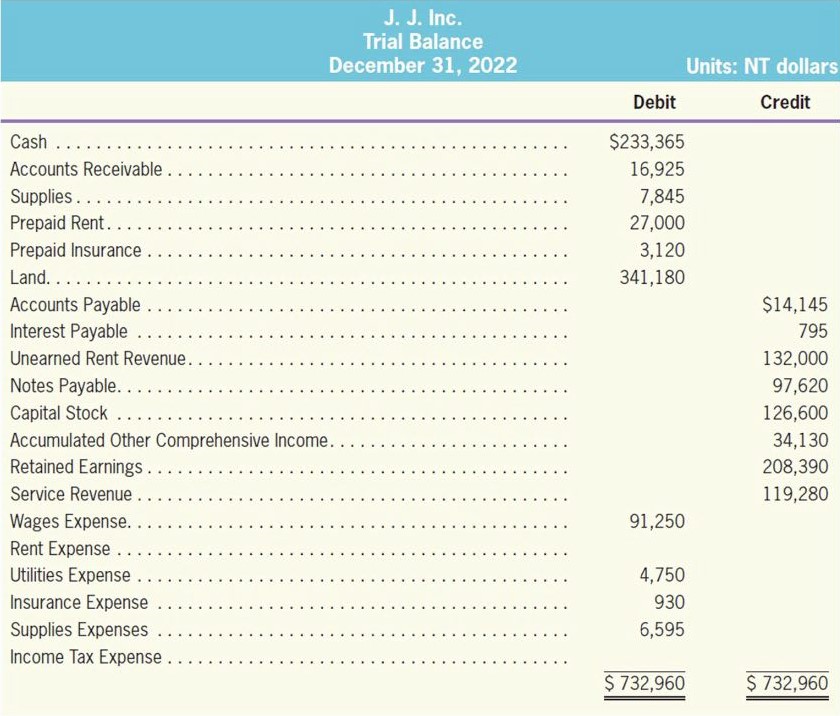 J. J. Inc.
Trial Balance
December 31, 2022 Units: NT dollars
Debit Credit
Cash . . . . . . . . . . . . . . . . . . . . . . . . . . . . . . $233,365
Accounts Receivable . . . . . . . . . . . . . . . . . . . . 16,925
Supplies . . . . . . . . . . . . . . . . . . . . . . . . . . . . 7,845
Prepaid Rent. . . . . . . . . . . . . . . . . . . . . . . . . . 27,000
Prepaid Insurance . . . . . . . . . . . . . . . . . . . . . . 3,120
Land. . . . . . . . . . . . . . . . . . . . . . . . . . . . . . . 341,180
Accounts Payable . . . . . . . . . . . . . . . . . . . . . . $14,145
Interest Payable . . . . . . . . . . . . . . . . . . . . . . . 795
Unearned Rent Revenue. . . . . . . . . . . . . . . . . . . 132,000
Notes Payable. . . . . . . . . . . . . . . . . . . . . . . . . 97,620
Capital Stock . . . . . . . . . . . . . . . . . . . . . . . . . 126,600
Accumulated Other Comprehensive Income. . . . . . . . . . 34,130
Retained Earnings . . . . . . . . . . . . . . . . . . . . . . 208,390
Service Revenue . . . . . . . . . . . . . . . . . . . . . . . 119,280
Wages Expense. . . . . . . . . . . . . . . . . . . . . . . . 91,250
Rent Expense . . . . . . . . . . . . . . . . . . . . . . . . .
Utilities Expense . . . . . . . . . . . . . . . . . . . . . . . 4,750
Insurance Expense . . . . . . . . . . . . . . . . . . . . . . 930
Supplies Expenses . . . . . . . . . . . . . . . . . . . . . . 6,595
Income Tax Expense . . . . . . . . . . . . . . . . . . . . .
$ 732,960 $ 732,960